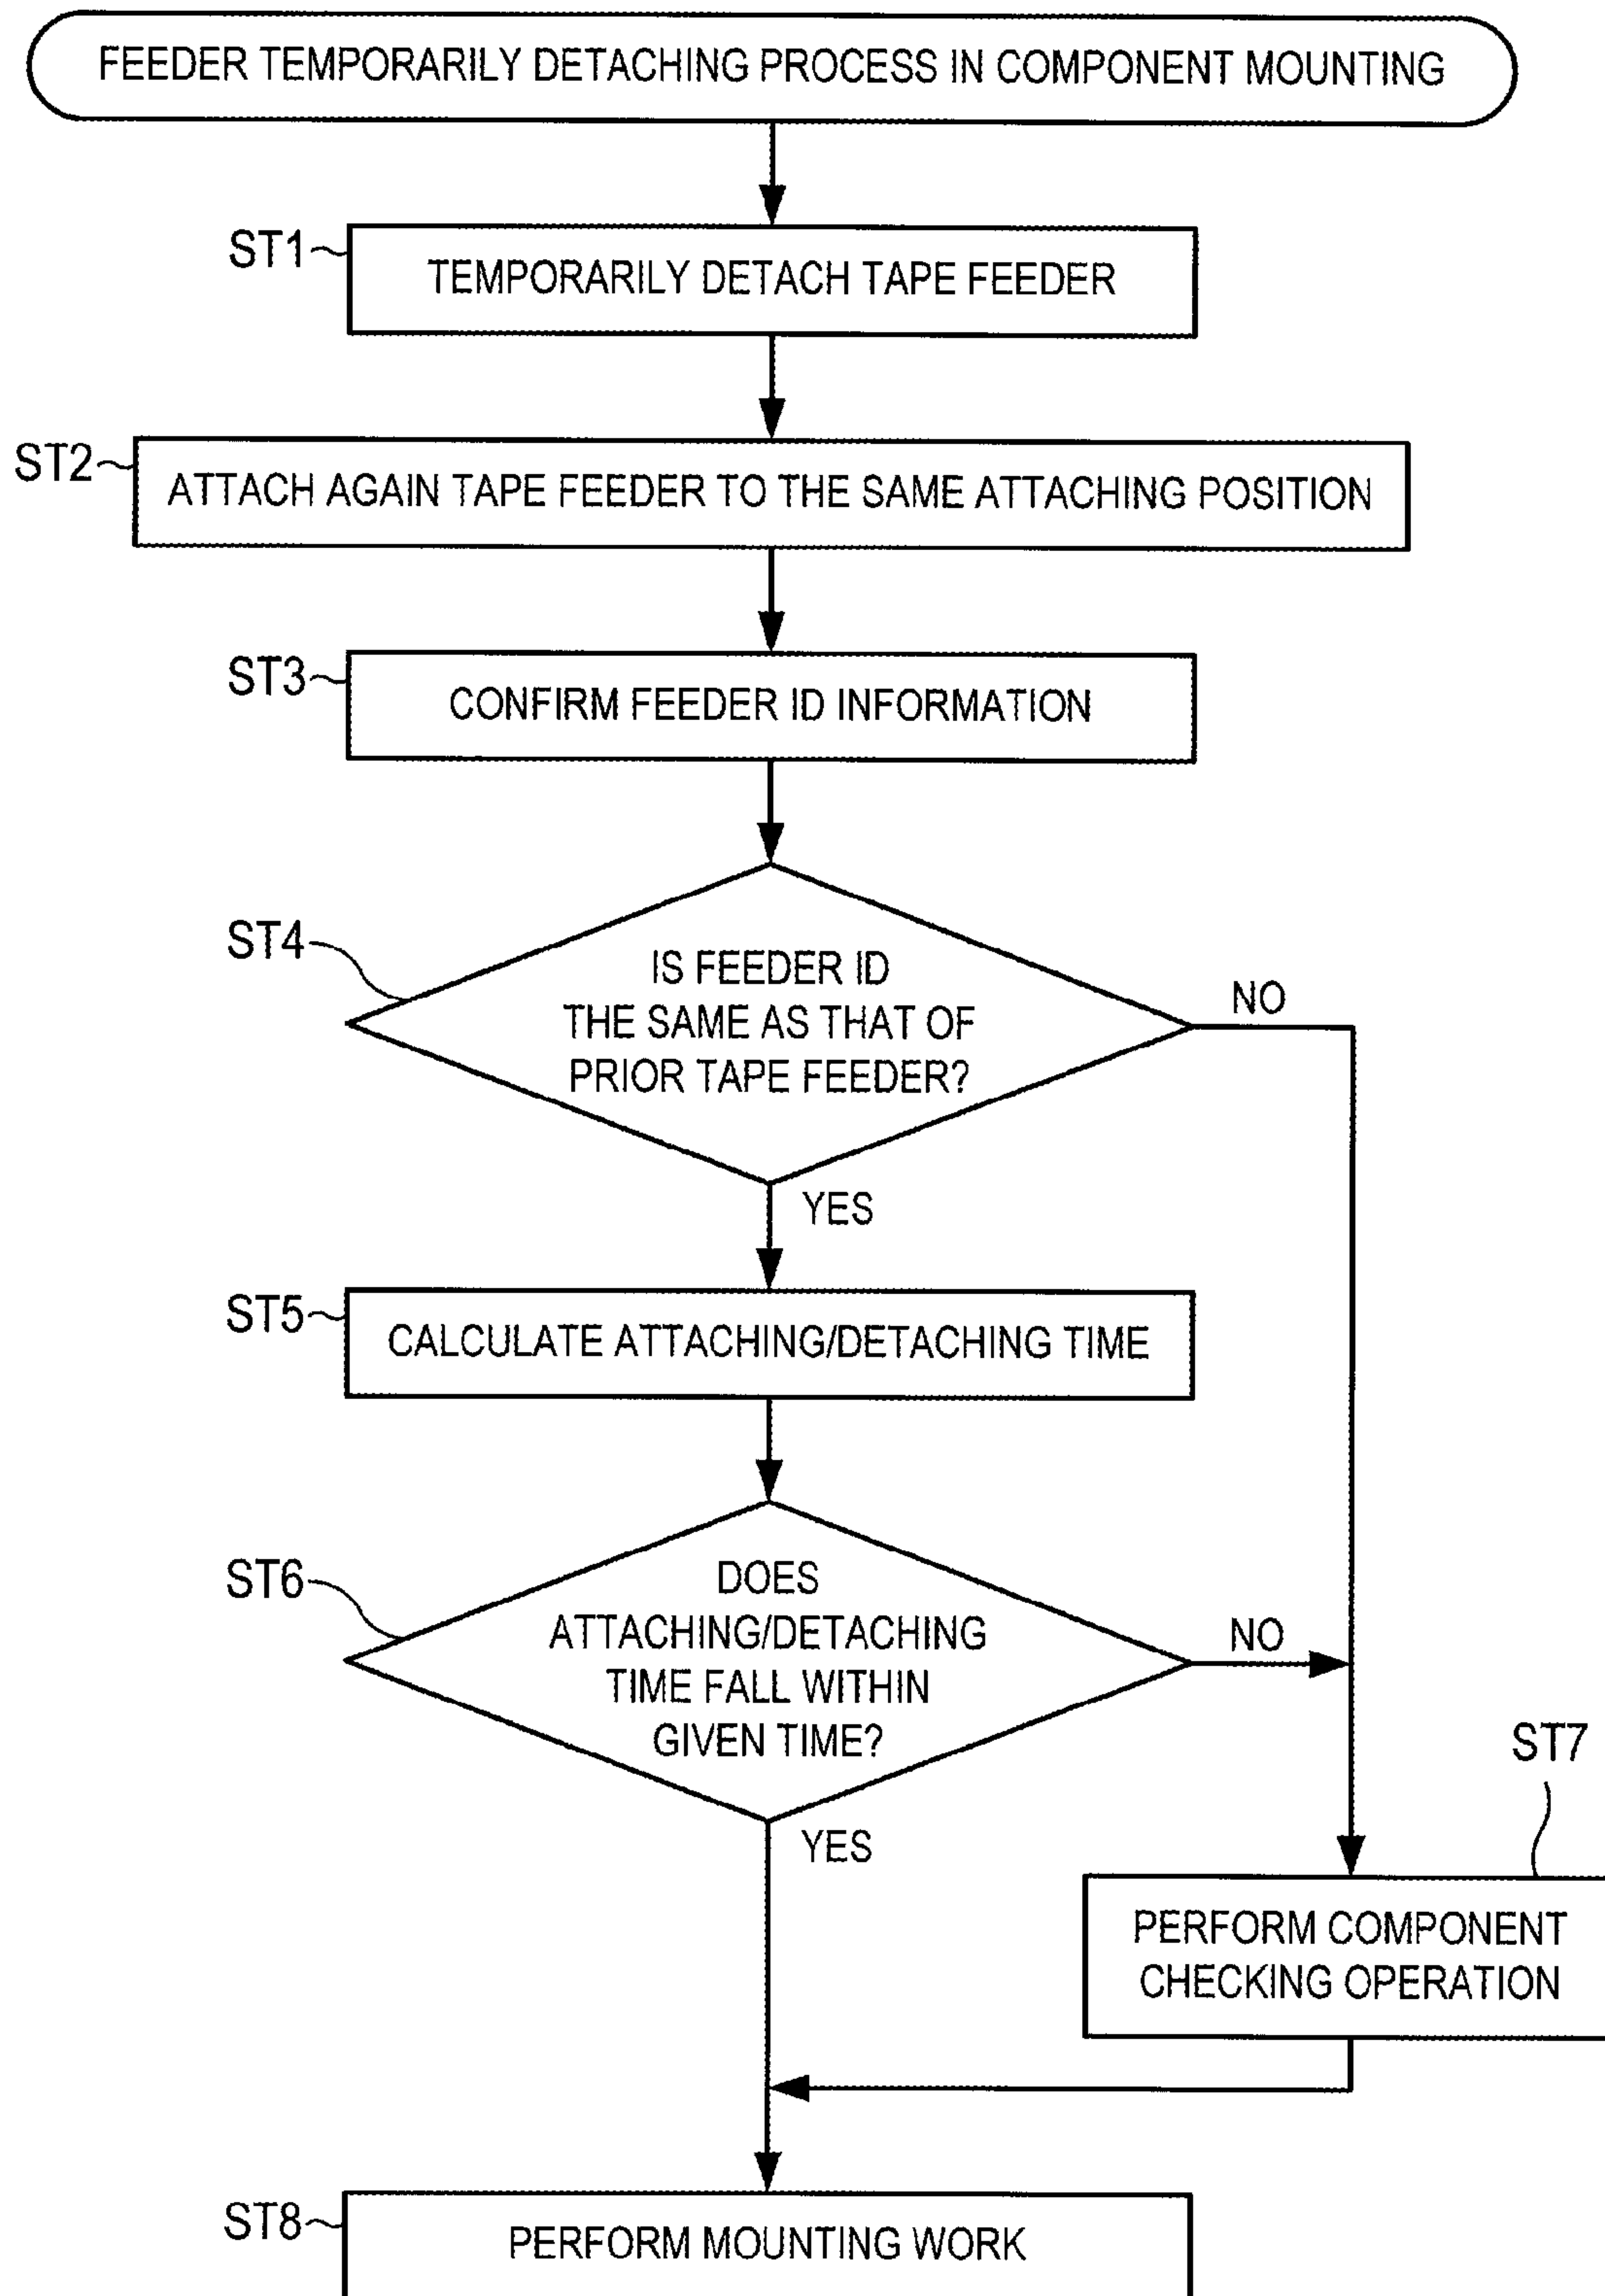 FEEDER TEMPORARILY DETACHING PROCESS IN COMPONENT MOUNTING
ST1
TEMPORARILY DETACH TAPE FEEDER
ST2
ATTACH AGAIN TAPE FEEDER TO THE SAME ATTACHING POSITION
ST3
CONFIRM FEEDER ID INFORMATION
ST4
IS FEEDER ID
THE SAME AS THAT OF
PRIOR TAPE FEEDER?
NO
YES
ST5
CALCULATE ATTACHING/DETACHING TIME
ST6
DOES
ATTACHING/DETACHING
TIME FALL WITHIN
GIVEN TIME?
NO
YES
ST7
PERFORM COMPONENT
CHECKING OPERATION
ST8
PERFORM MOUNTING WORK